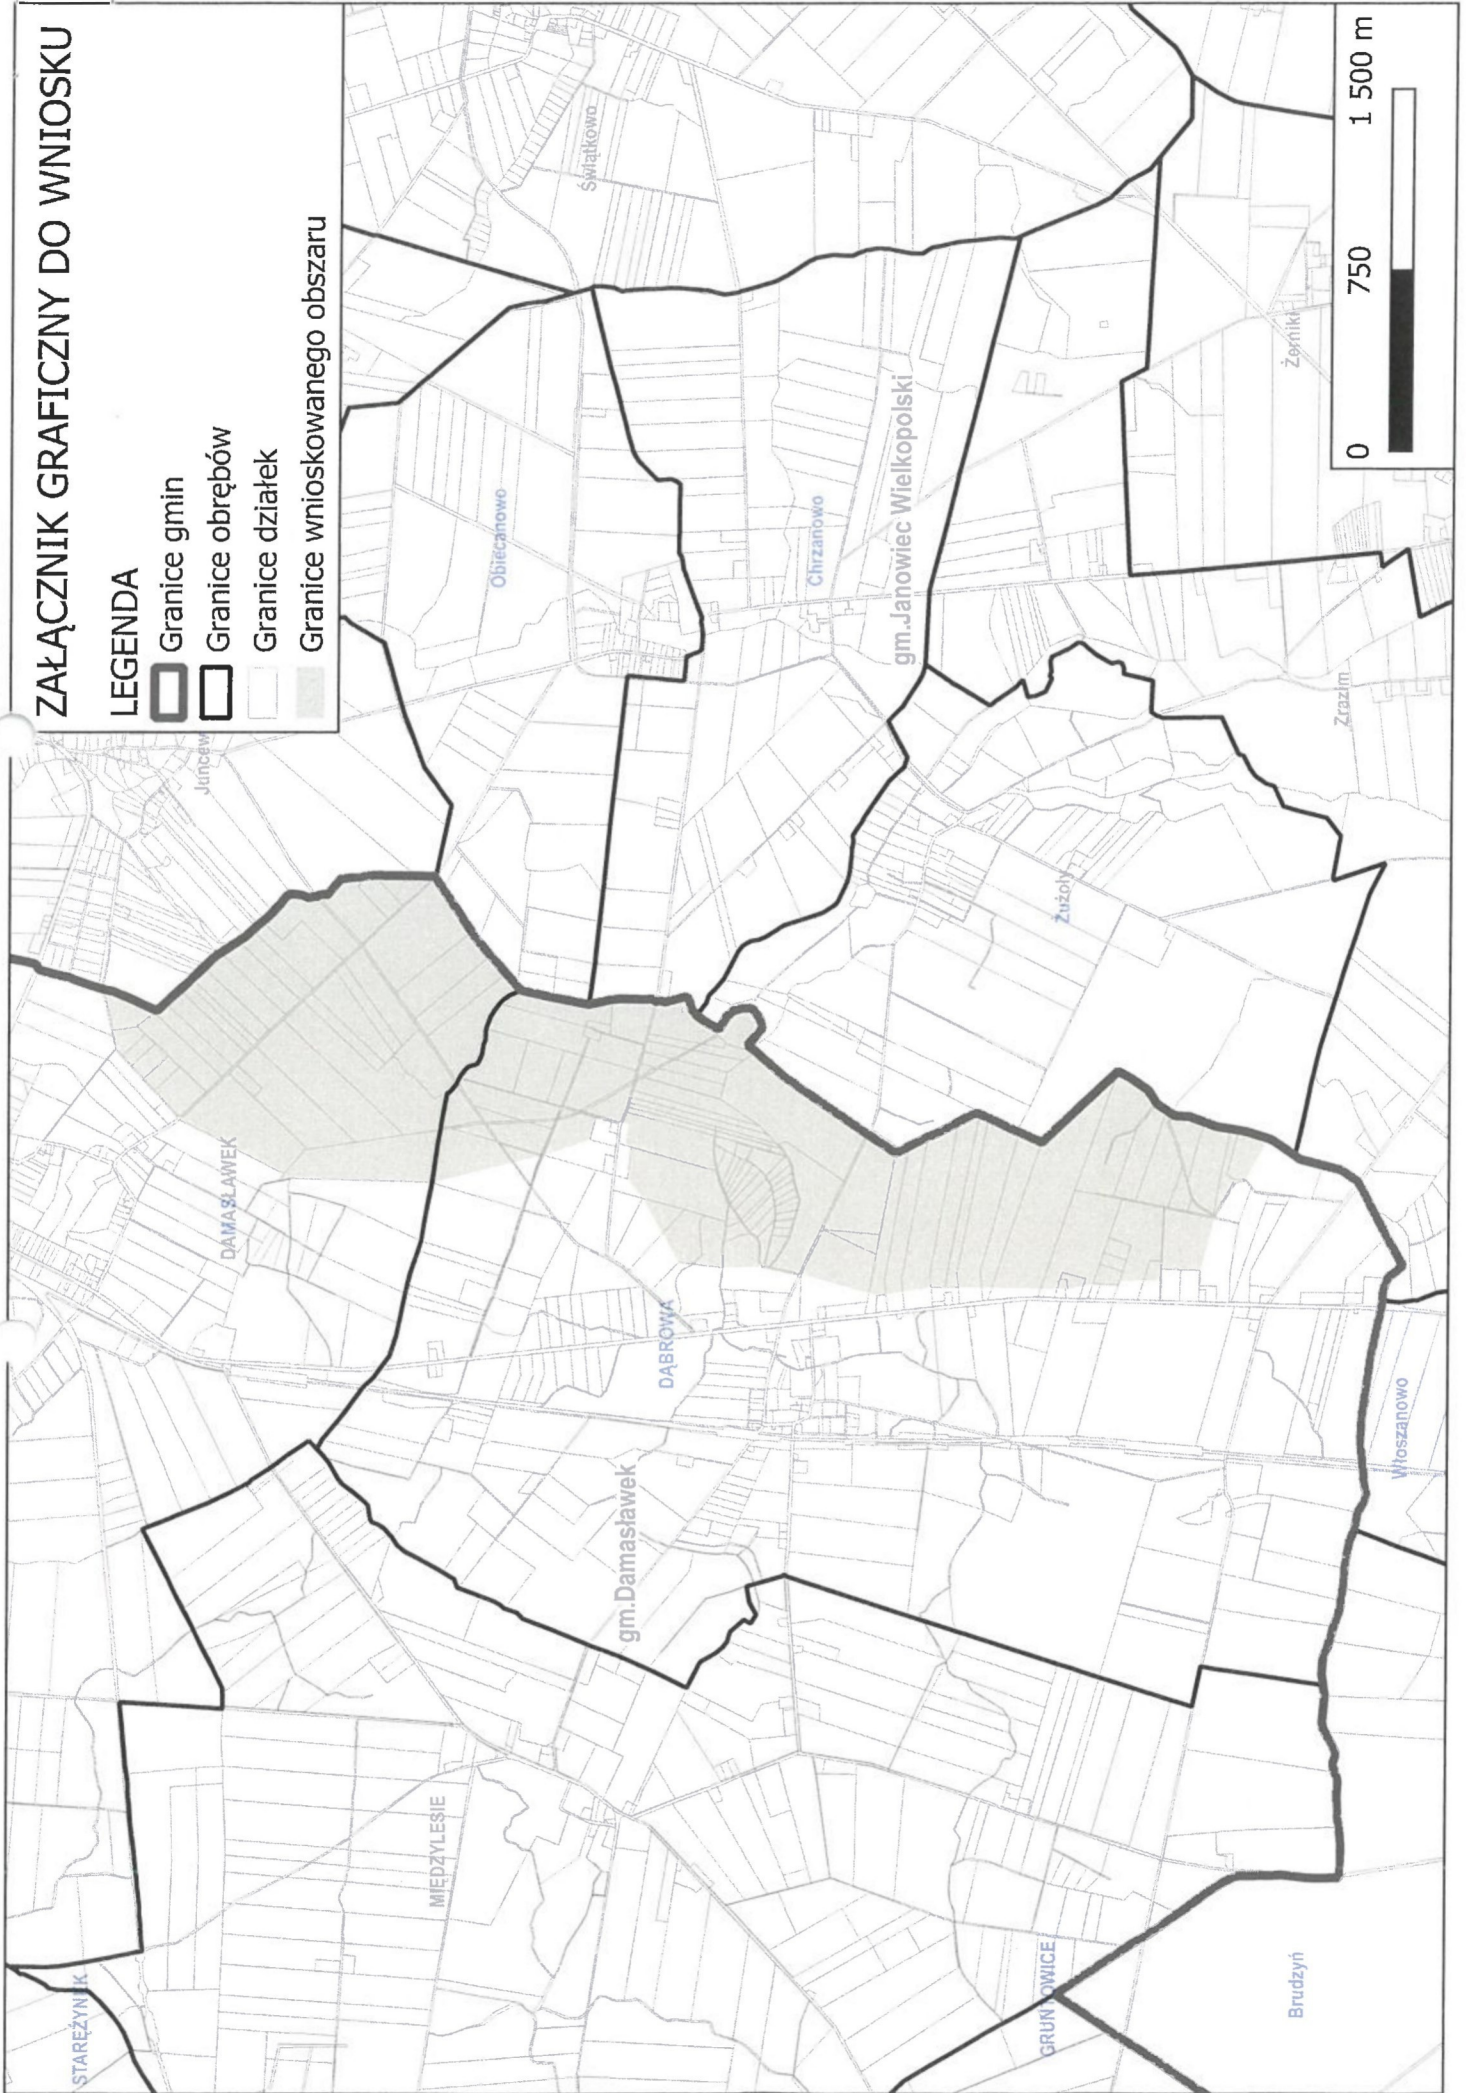 ZAŁĄCZNIK GRAFICZNY DO WNIOSKU
LEGENDA
Granice gmin
Granice obrębów
Granice działek
Granice wnioskowanego obszaru
STARĘŻYNEK
MIĘDZYLESIE
GRUNTOWICE
Brudzyń
gm.Damasławek
DAMASŁAWEK
DĄBROWA
Włoszanowo
Juncew
Żużoły
Zrazim
Obiecanowo
Chrzanowo
gm.Janowiec Wielkopolski
Świątkowo
Żerniki
0 750 1 500 m